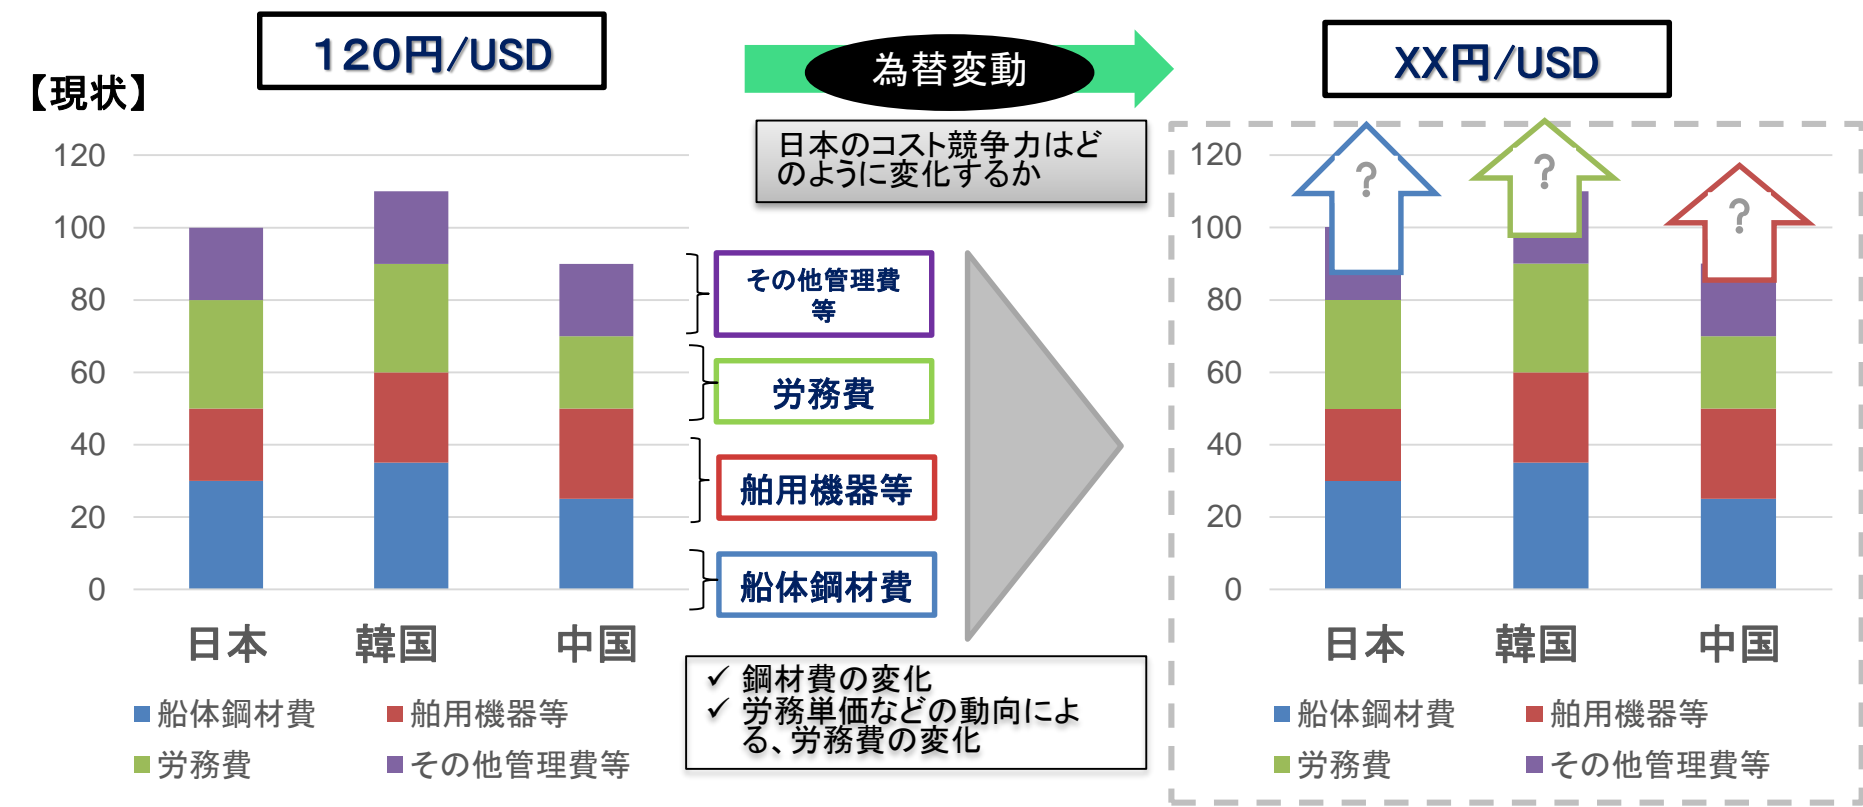 120円/USD
【現状】
120
100
80
60
40
20
0
日本
韓国
中国
船体鋼材費
舶用機器等
労務費
その他管理費等
為替変動
日本のコスト競争力はど
のように変化するか
その他管理費
等
労務費
舶用機器等
船体鋼材費
✓ 鋼材費の変化
✓ 労務単価などの動向によ
る、労務費の変化
XX円/USD
?
?
?
120
100
80
60
40
20
0
日本
韓国
中国
船体鋼材費
舶用機器等
労務費
その他管理費等